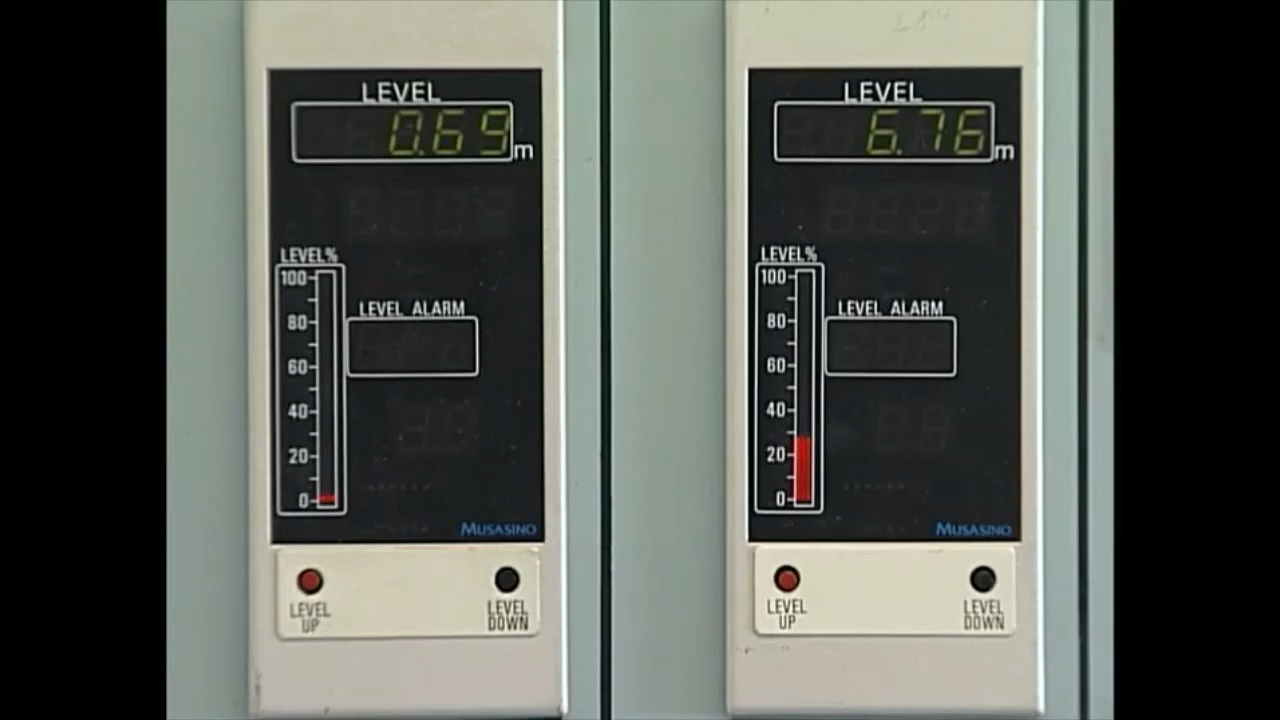 LEVEL
0.69 m
LEVEL%
100
80
60
40
20
0
LEVEL ALARM
MUSASINO
LEVEL
UP
LEVEL
DOWN
LEVEL
6.76 m
LEVEL%
100
80
60
40
20
0
LEVEL ALARM
MUSASINO
LEVEL
UP
LEVEL
DOWN